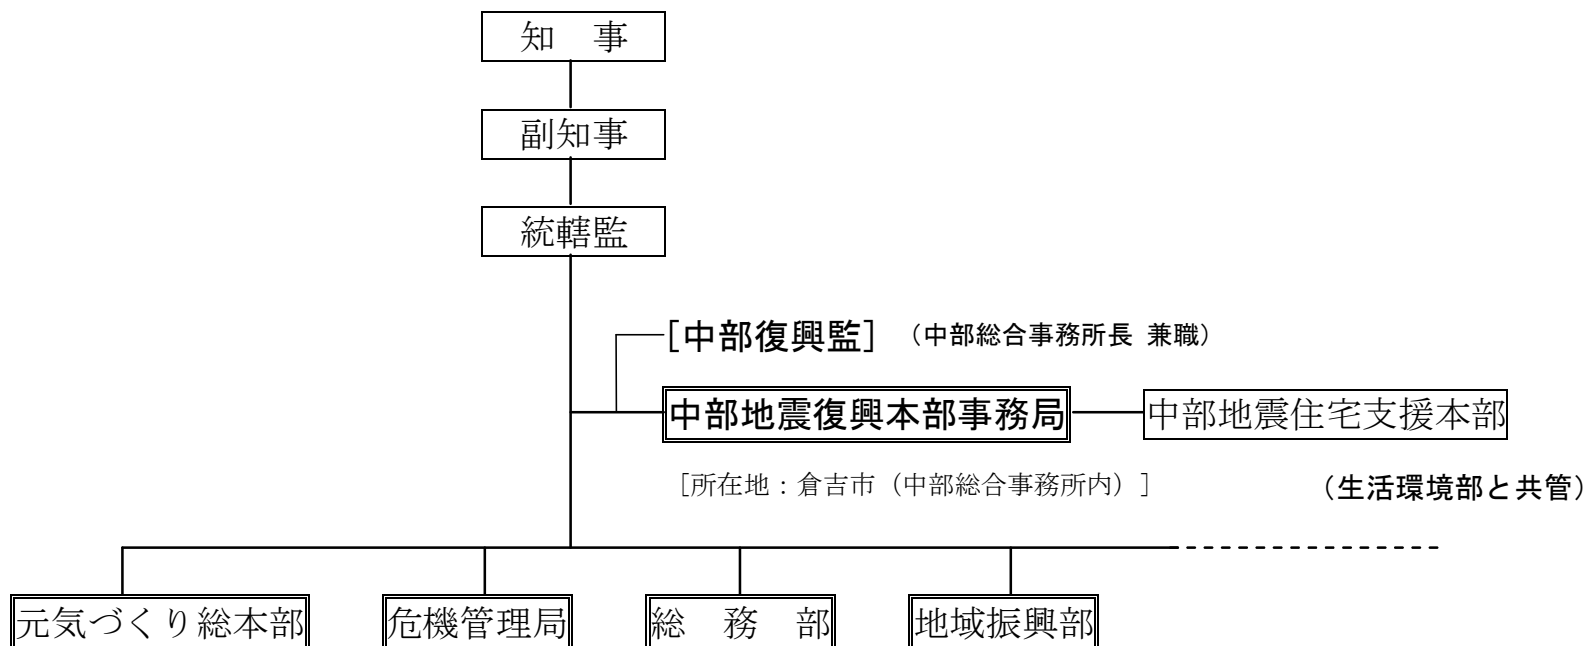 知　事
副知事
統轄監
[中部復興監]　（中部総合事務所長 兼職）
中部地震復興本部事務局　中部地震住宅支援本部
［所在地：倉吉市（中部総合事務所内）］　（生活環境部と共管）
元気づくり総本部　危機管理局　総　務　部　地域振興部